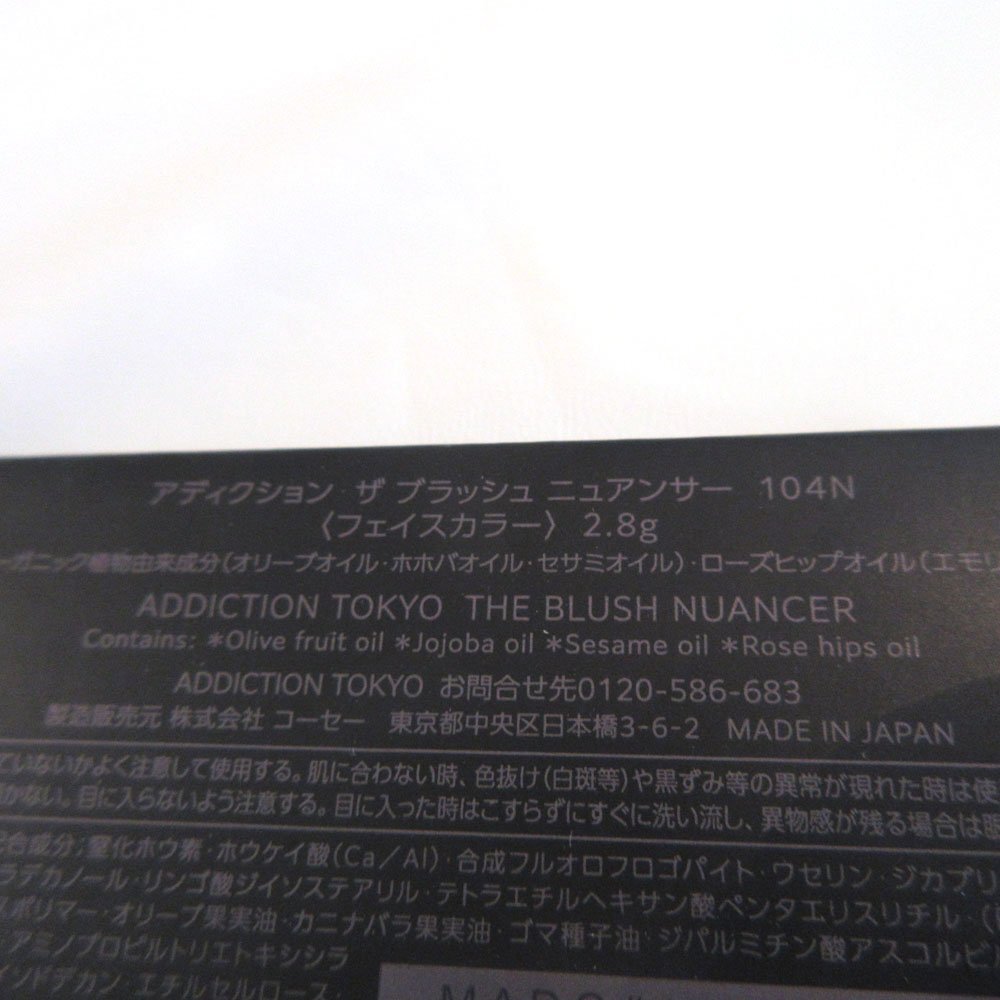 アディクション ザ ブラッシュ ニュアンサー 104N
〈フェイスカラー〉 2.8g
ーガニック植物由来成分(オリーブオイル·ホホバオイル·セサミオイル)·ローズヒップオイル(エモリ
ADDICTION TOKYO THE BLUSH NUANCER
Contains: *Olive fruit oil *Jojoba oil *Sesame oil *Rose hips oil
ADDICTION TOKYO お問合せ先0120-586-683
製造販売元 株式会社 コーセー 東京都中央区日本橋3-6-2 MADE IN JAPAN
ていないかよく注意して使用する。肌に合わない時、色抜け(白斑等)や黒ずみ等の異常が現れた時は使
かない。目に入らないよう注意する。目に入った時はこすらずにすぐに洗い流し、異物感が残る場合は眼
合成分;窒化ホウ素·ホウケイ酸(Ca/Al)·合成フルオロフロゴパイト·ワセリン·ジカプリ
ラデカノール·リンゴ酸ジイソステアリル·テトラエチルヘキサン酸ペンタエリスリチル·(
スポリマー·オリーブ果実油·カニナバラ果実油·ゴマ種子油·ジパルミチン酸アスコルビ
アミノプロピルトリエトキシシラ
インドデカン·エチルセルロース